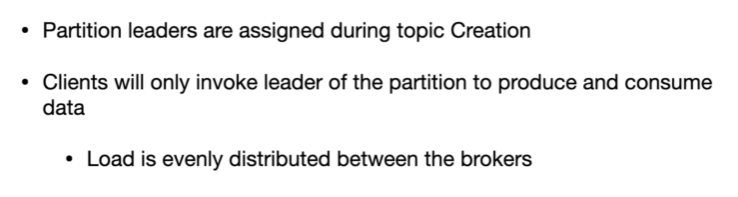 • Partition leaders are assigned during topic Creation
• Clients will only invoke leader of the partition to produce and consume
data
• Load is evenly distributed between the brokers